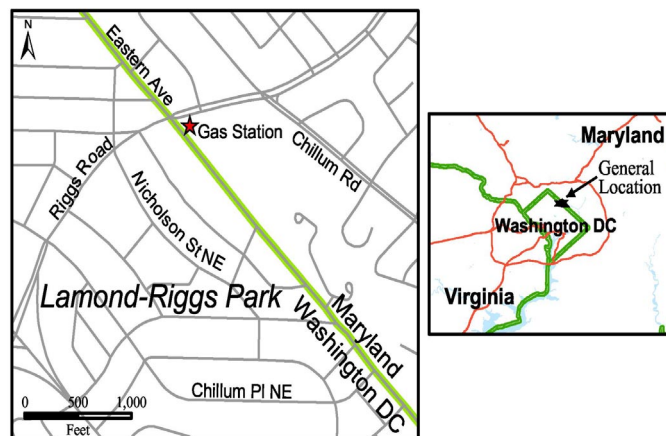 N
Eastern Ave
Gas Station
Chillum Rd
Riggs Road
Nicholson St NE
Lamond-Riggs Park
Maryland
Washington DC
Chillum Pl NE
0 500 1,000
Feet
Maryland
General
Location
Washington DC
Virginia